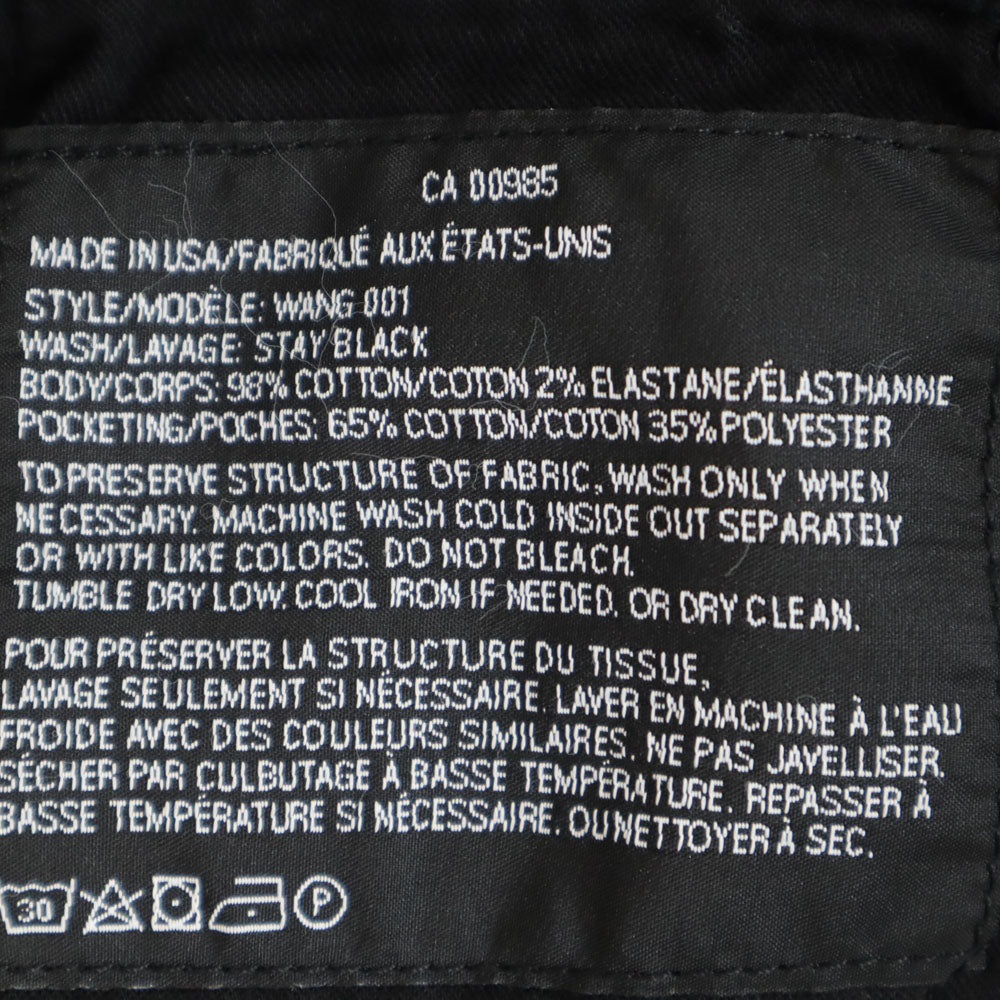 CA 00985
MADE IN USA/FABRIQUÉ AUX ÉTATS-UNIS
STYLE/MODÈLE: WANG 001
WASH/LAVAGE: STAY BLACK
BODY/CORPS: 98% COTTON/COTON 2% ELASTANE/ÉLASTHANNE
POCKETING/POCHES: 65% COTTON/COTON 35% POLYESTER
TO PRESERVE STRUCTURE OF FABRIC, WASH ONLY WHEN
NECESSARY. MACHINE WASH COLD INSIDE OUT SEPARATELY
OR WITH LIKE COLORS. DO NOT BLEACH.
TUMBLE DRY LOW. COOL IRON IF NEEDED. OR DRY CLEAN.
POUR PRÉSERVER LA STRUCTURE DU TISSUE,
LAVAGE SEULEMENT SI NÉCESSAIRE. LAVER EN MACHINE À L'EAU
FROIDE AVEC DES COULEURS SIMILAIRES. NE PAS JAVELLISER.
SÉCHER PAR CULBUTAGE À BASSE TEMPÉRATURE. REPASSER À
BASSE TEMPÉRATURE SI NÉCESSAIRE. OU NETTOYER À SEC.
30 P